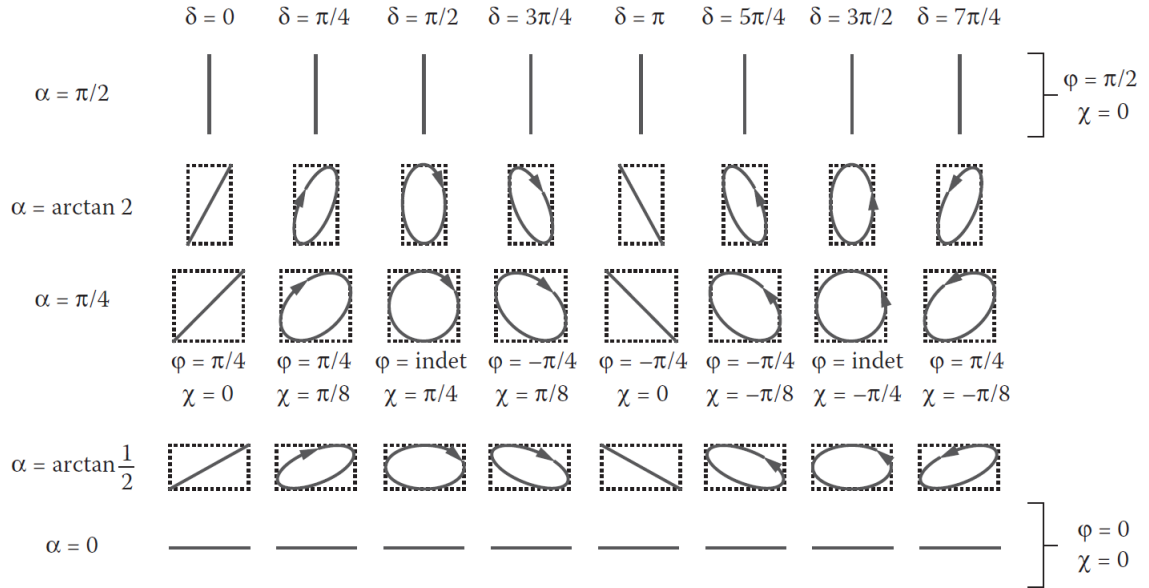 δ = 0 δ = π/4 δ = π/2 δ = 3π/4 δ = π δ = 5π/4 δ = 3π/2 δ = 7π/4
α = π/2
φ = π/2
χ = 0
α = arctan 2
α = π/4
φ = π/4 φ = π/4 φ = indet φ = −π/4 φ = −π/4 φ = −π/4 φ = indet φ = π/4
χ = 0 χ = π/8 χ = π/4 χ = π/8 χ = 0 χ = −π/8 χ = −π/4 χ = −π/8
α = arctan 1/2
α = 0
φ = 0
χ = 0